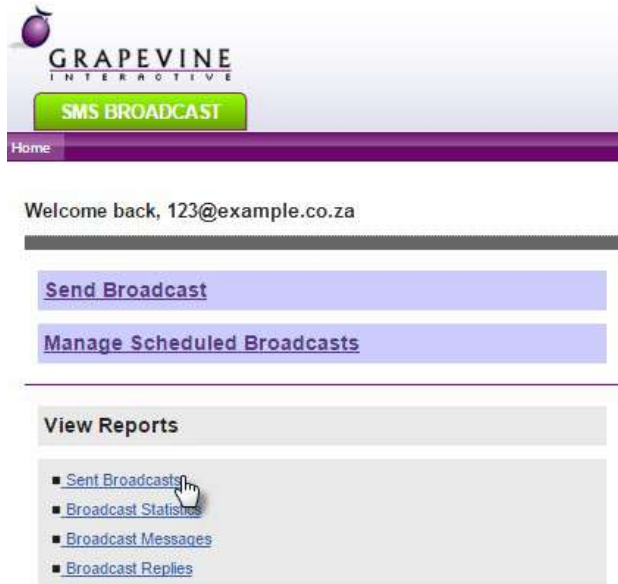 GRAPEVINE
INTERACTIVE
SMS BROADCAST
Home
Welcome back, 123@example.co.za
Send Broadcast
Manage Scheduled Broadcasts
View Reports
Sent Broadcasts
Broadcast Statistics
Broadcast Messages
Broadcast Replies